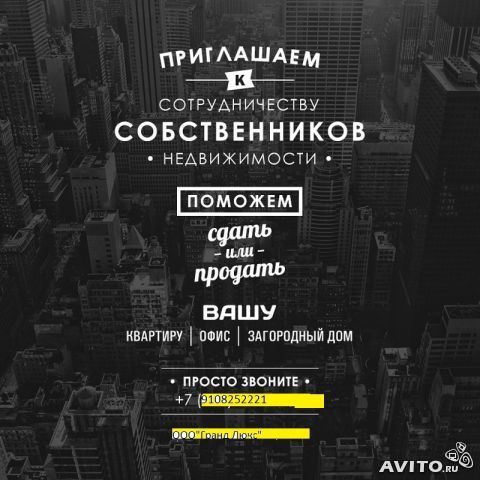 ПРИГЛАШАЕМ
К
СОТРУДНИЧЕСТВУ
СОБСТВЕННИКОВ
• НЕДВИЖИМОСТИ •
ПОМОЖЕМ
сдать
– или –
продать
ВАШУ
КВАРТИРУ | ОФИС | ЗАГОРОДНЫЙ ДОМ
• ПРОСТО ЗВОНИТЕ •
+7 (9108252221
ООО"Гранд Люкс"
AVITO.RU